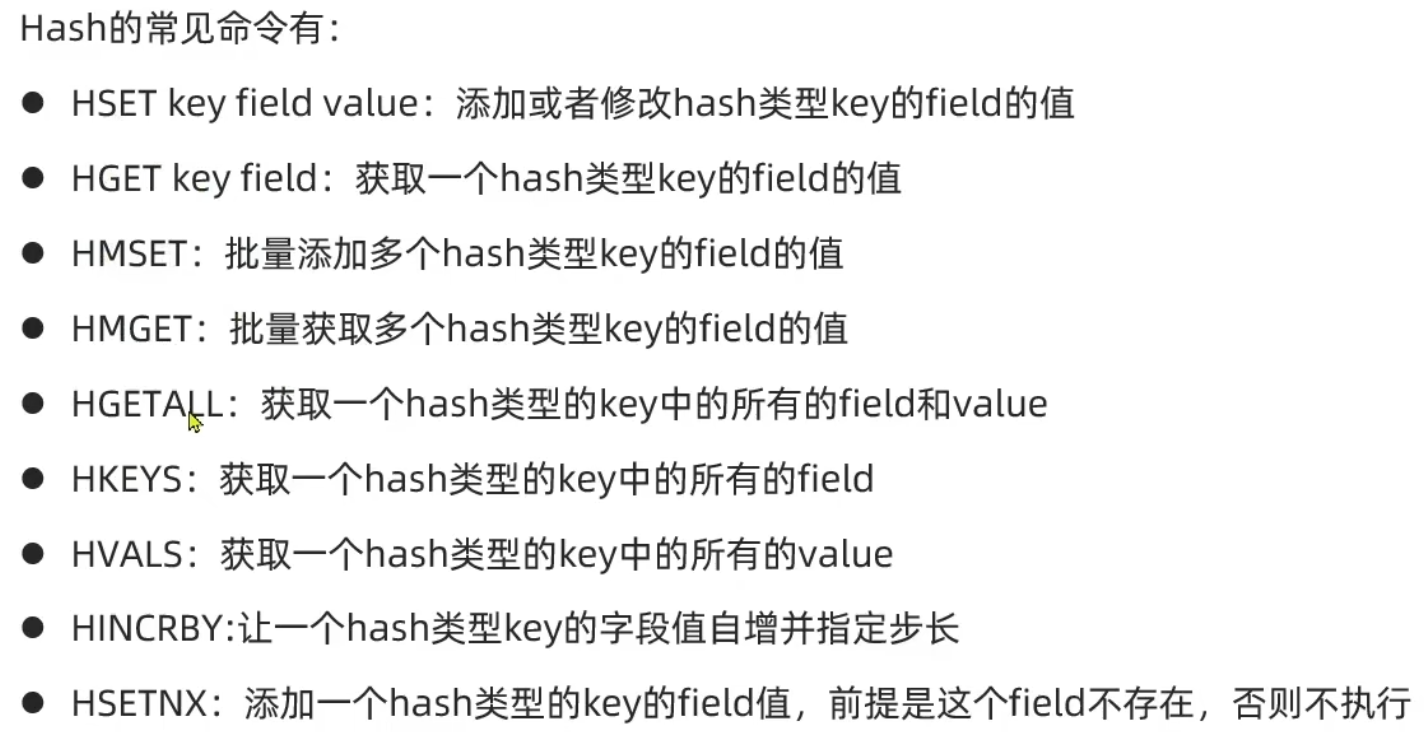 Hash的常见命令有：
● HSET key field value：添加或者修改hash类型key的field的值
● HGET key field：获取一个hash类型key的field的值
● HMSET：批量添加多个hash类型key的field的值
● HMGET：批量获取多个hash类型key的field的值
● HGETALL：获取一个hash类型的key中的所有的field和value
● HKEYS：获取一个hash类型的key中的所有的field
● HVALS：获取一个hash类型的key中的所有的value
● HINCRBY:让一个hash类型key的字段值自增并指定步长
● HSETNX：添加一个hash类型的key的field值，前提是这个field不存在，否则不执行